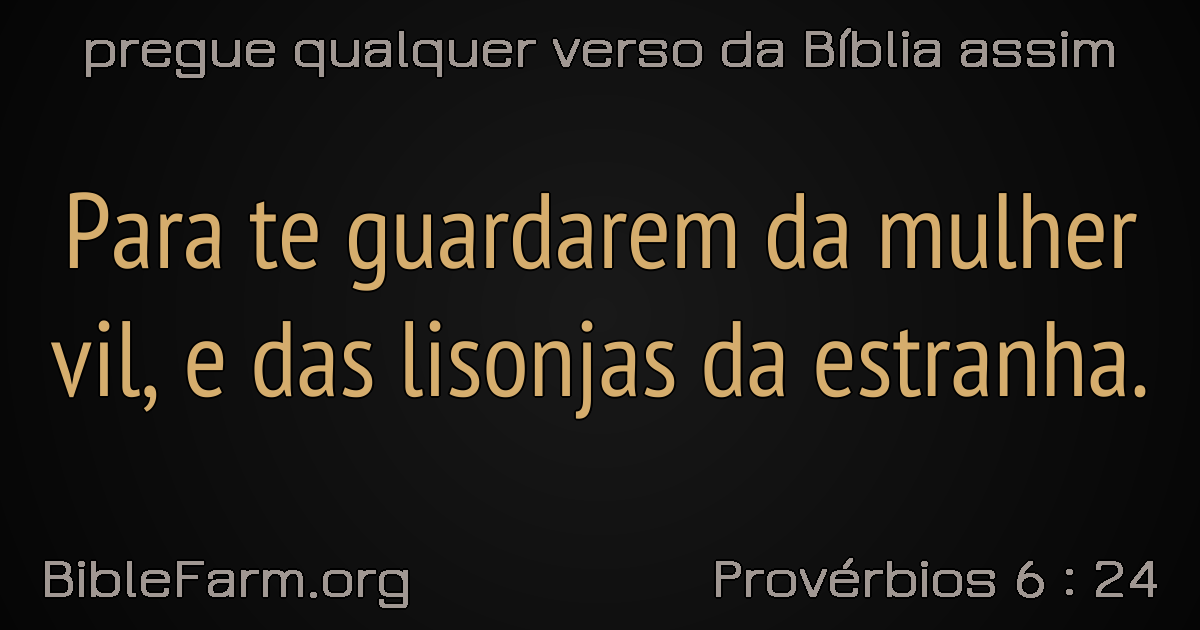 pregue qualquer verso da Bíblia assim
Para te guardarem da mulher
vil, e das lisonjas da estranha.
BibleFarm.org
Provérbios 6 : 24